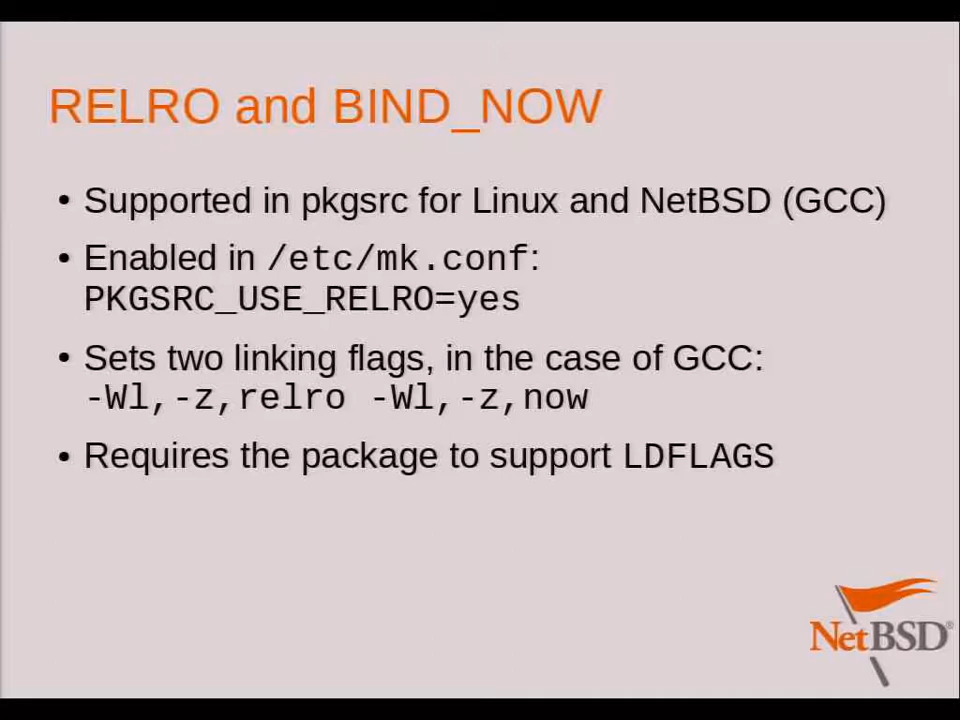 RELRO and BIND_NOW
• Supported in pkgsrc for Linux and NetBSD (GCC)
• Enabled in /etc/mk.conf:
PKGSRC_USE_RELRO=yes
• Sets two linking flags, in the case of GCC:
-Wl,-z,relro -Wl,-z,now
• Requires the package to support LDFLAGS
NetBSD®